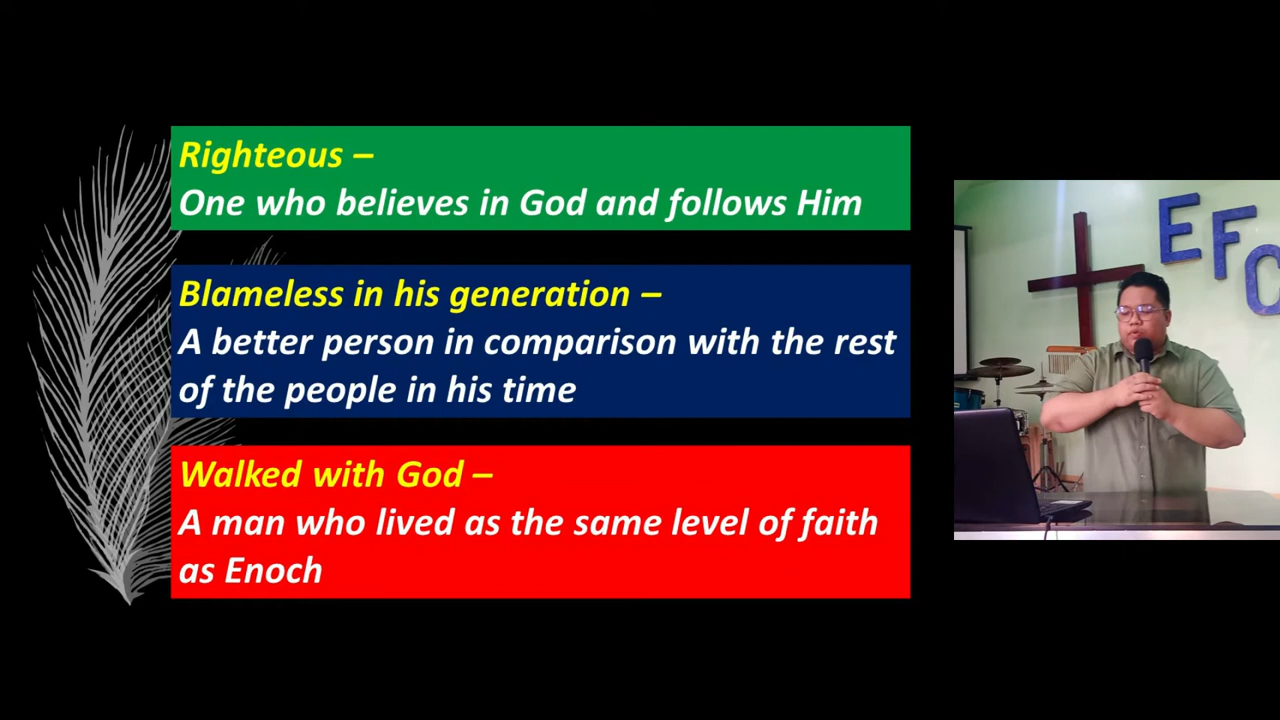 Righteous –
One who believes in God and follows Him
Blameless in his generation –
A better person in comparison with the rest
of the people in his time
Walked with God –
A man who lived as the same level of faith
as Enoch
EFC